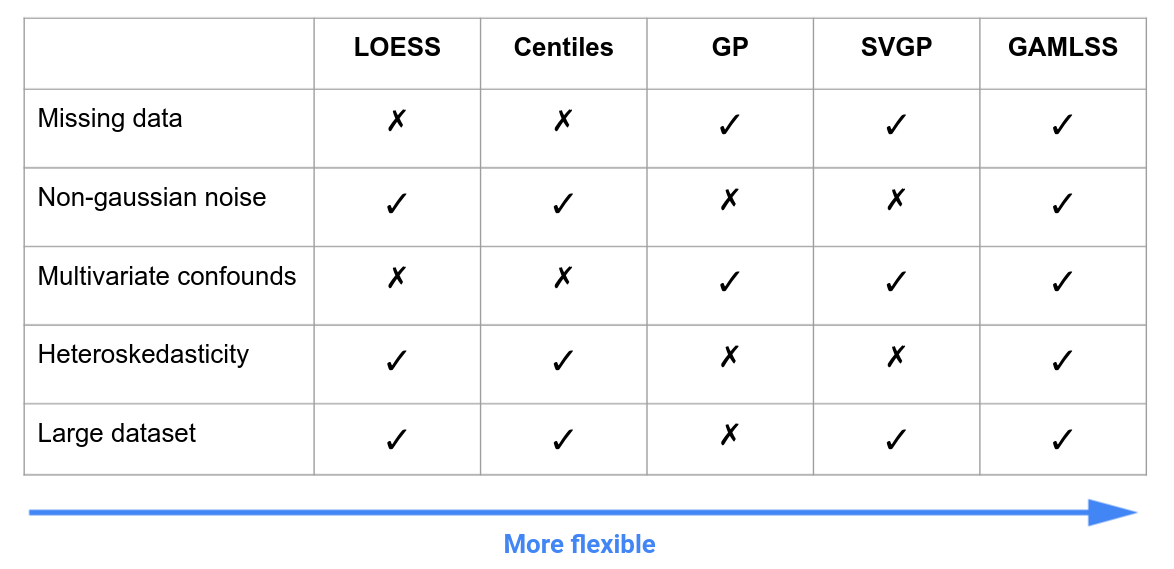 LOESS Centiles GP SVGP GAMLSS
Missing data ✗ ✗ ✓ ✓ ✓
Non-gaussian noise ✓ ✓ ✗ ✗ ✓
Multivariate confounds ✗ ✗ ✓ ✓ ✓
Heteroskedasticity ✓ ✓ ✗ ✗ ✓
Large dataset ✓ ✓ ✗ ✓ ✓
More flexible